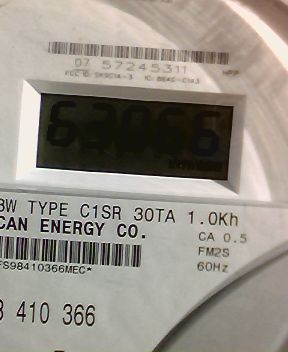 07 57245311
62066
3W TYPE C1SR 30TA 1.0Kh
CAN ENERGY CO.
CA 0.5
FM2S
60Hz
FS98410366MEC*
3 410 366